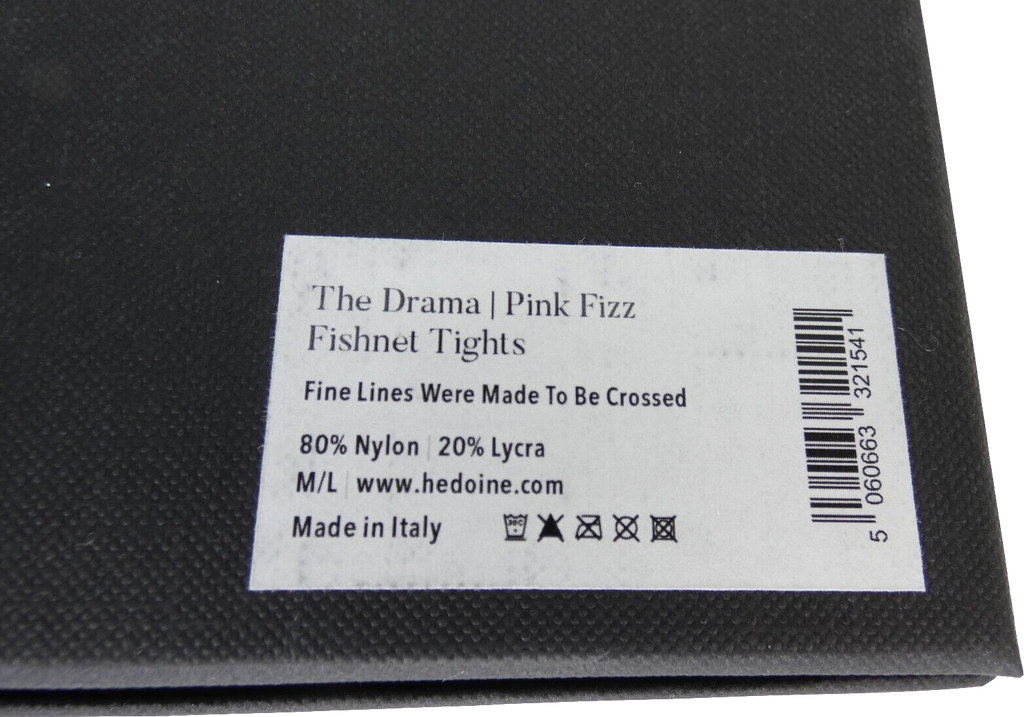 The Drama | Pink Fizz
Fishnet Tights
Fine Lines Were Made To Be Crossed
80% Nylon | 20% Lycra
M/L | www.hedoine.com
Made in Italy
30C
5 060663 321541